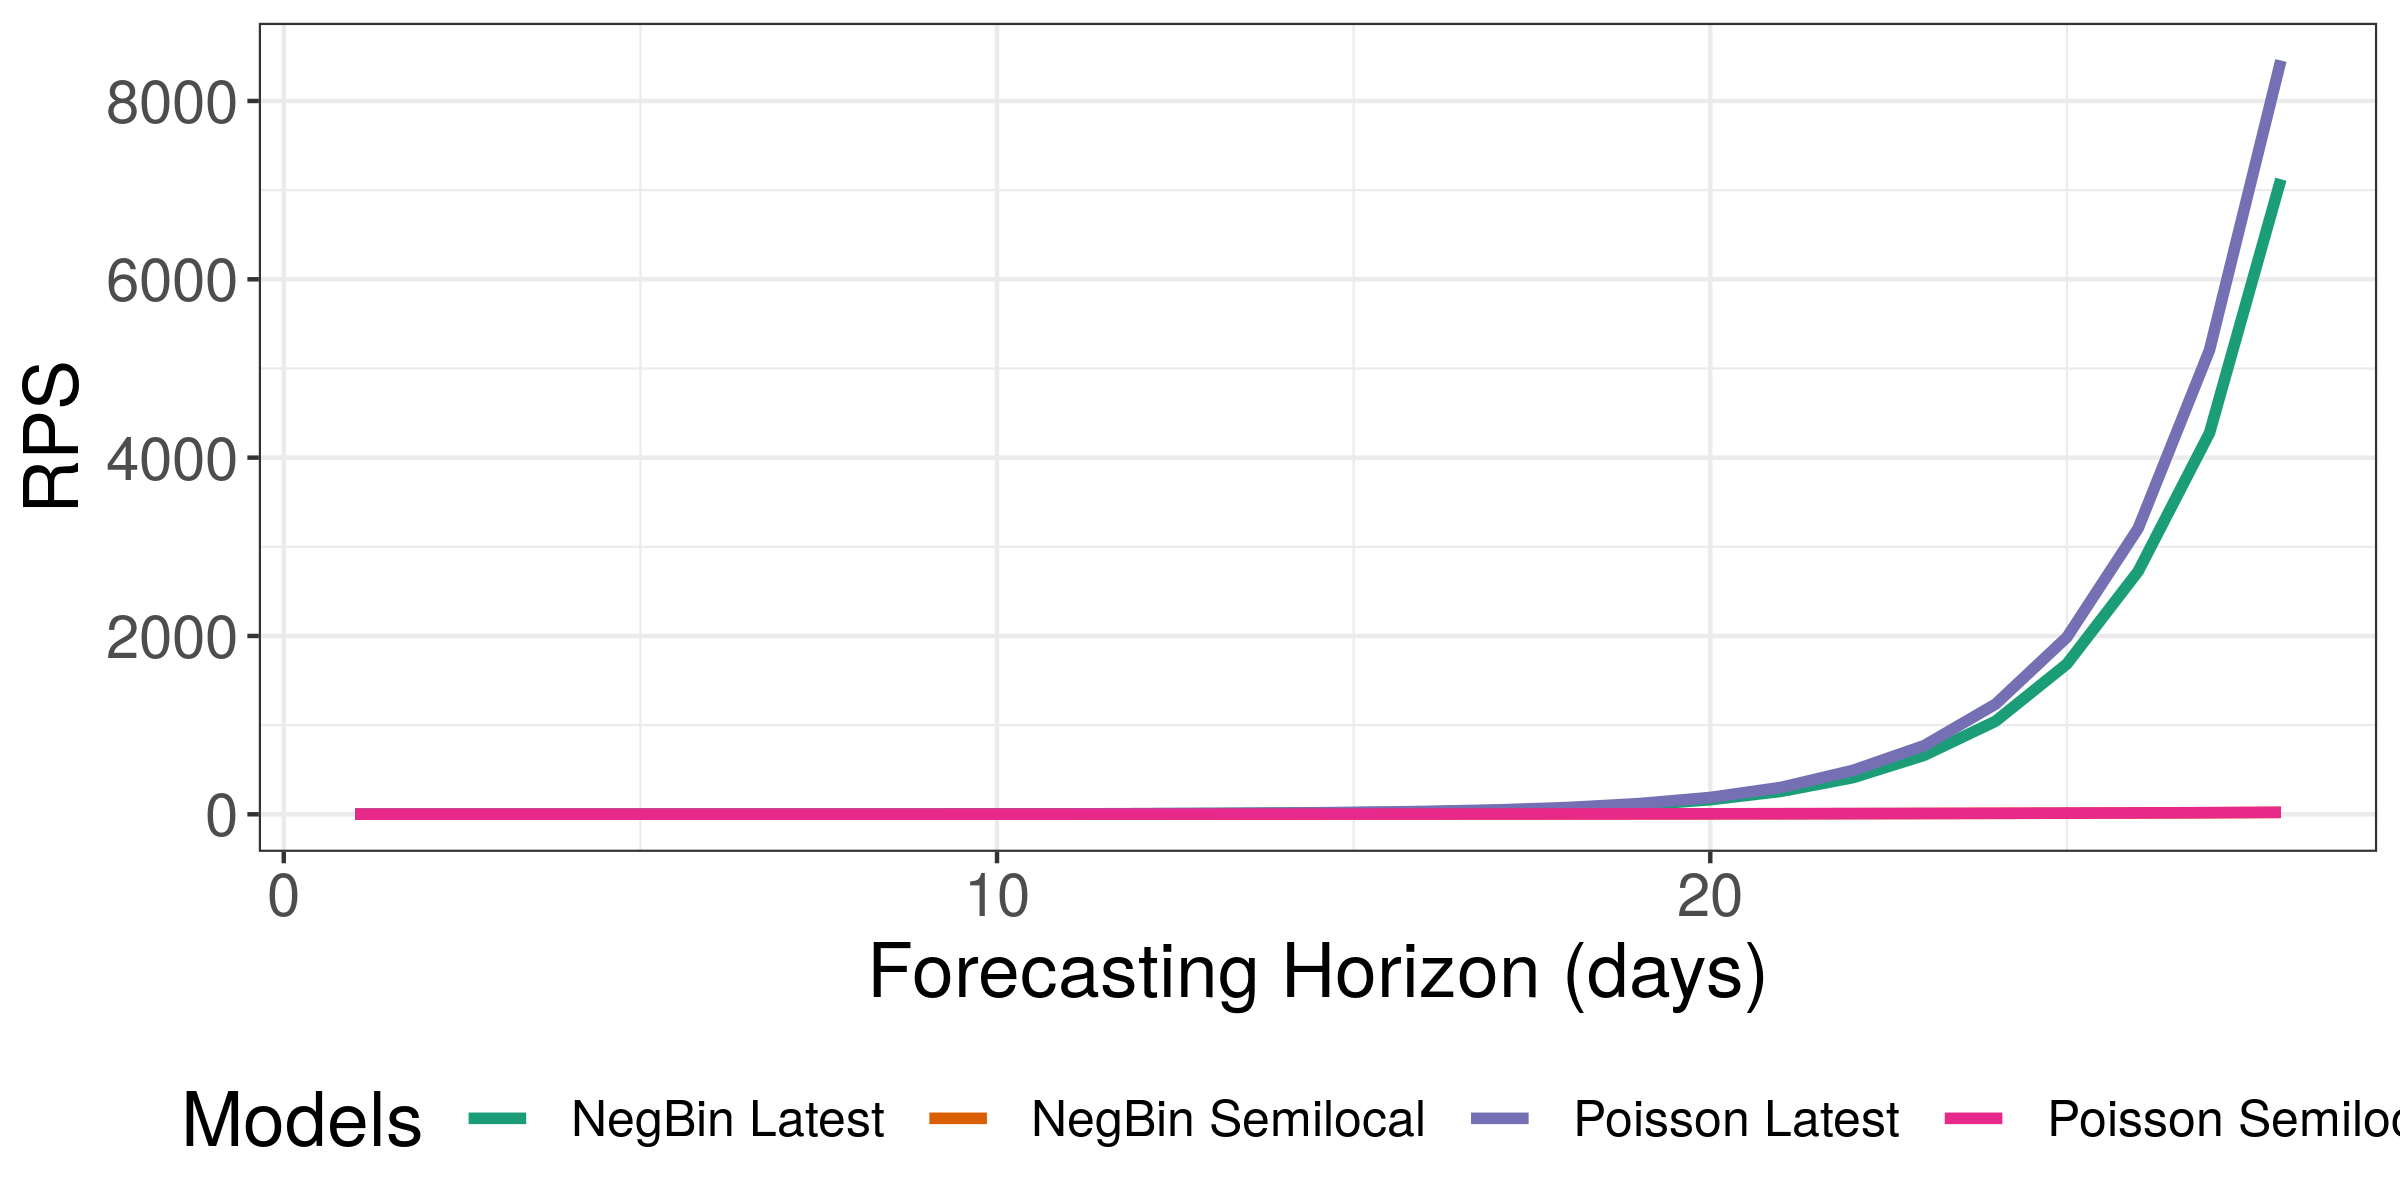 RPS
8000
6000
4000
2000
0
0 10 20
Forecasting Horizon (days)
Models NegBin Latest NegBin Semilocal Poisson Latest Poisson